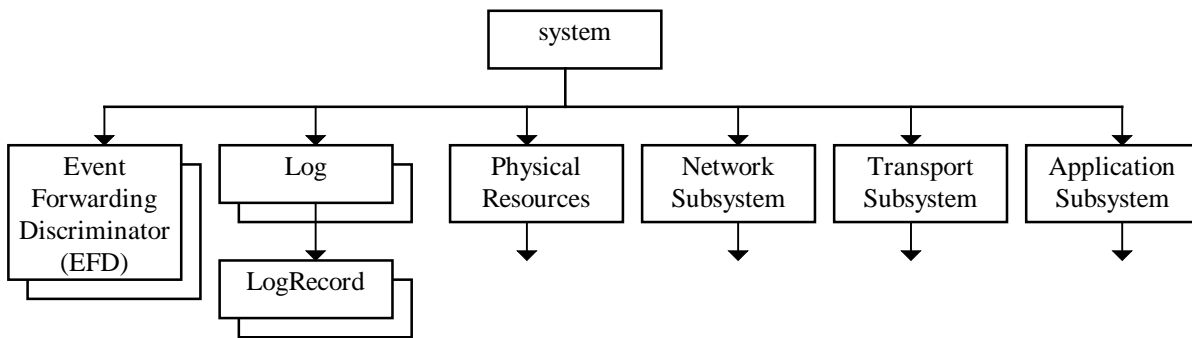 system
Event
Forwarding
Discriminator
(EFD)
Log
LogRecord
Physical
Resources
Network
Subsystem
Transport
Subsystem
Application
Subsystem